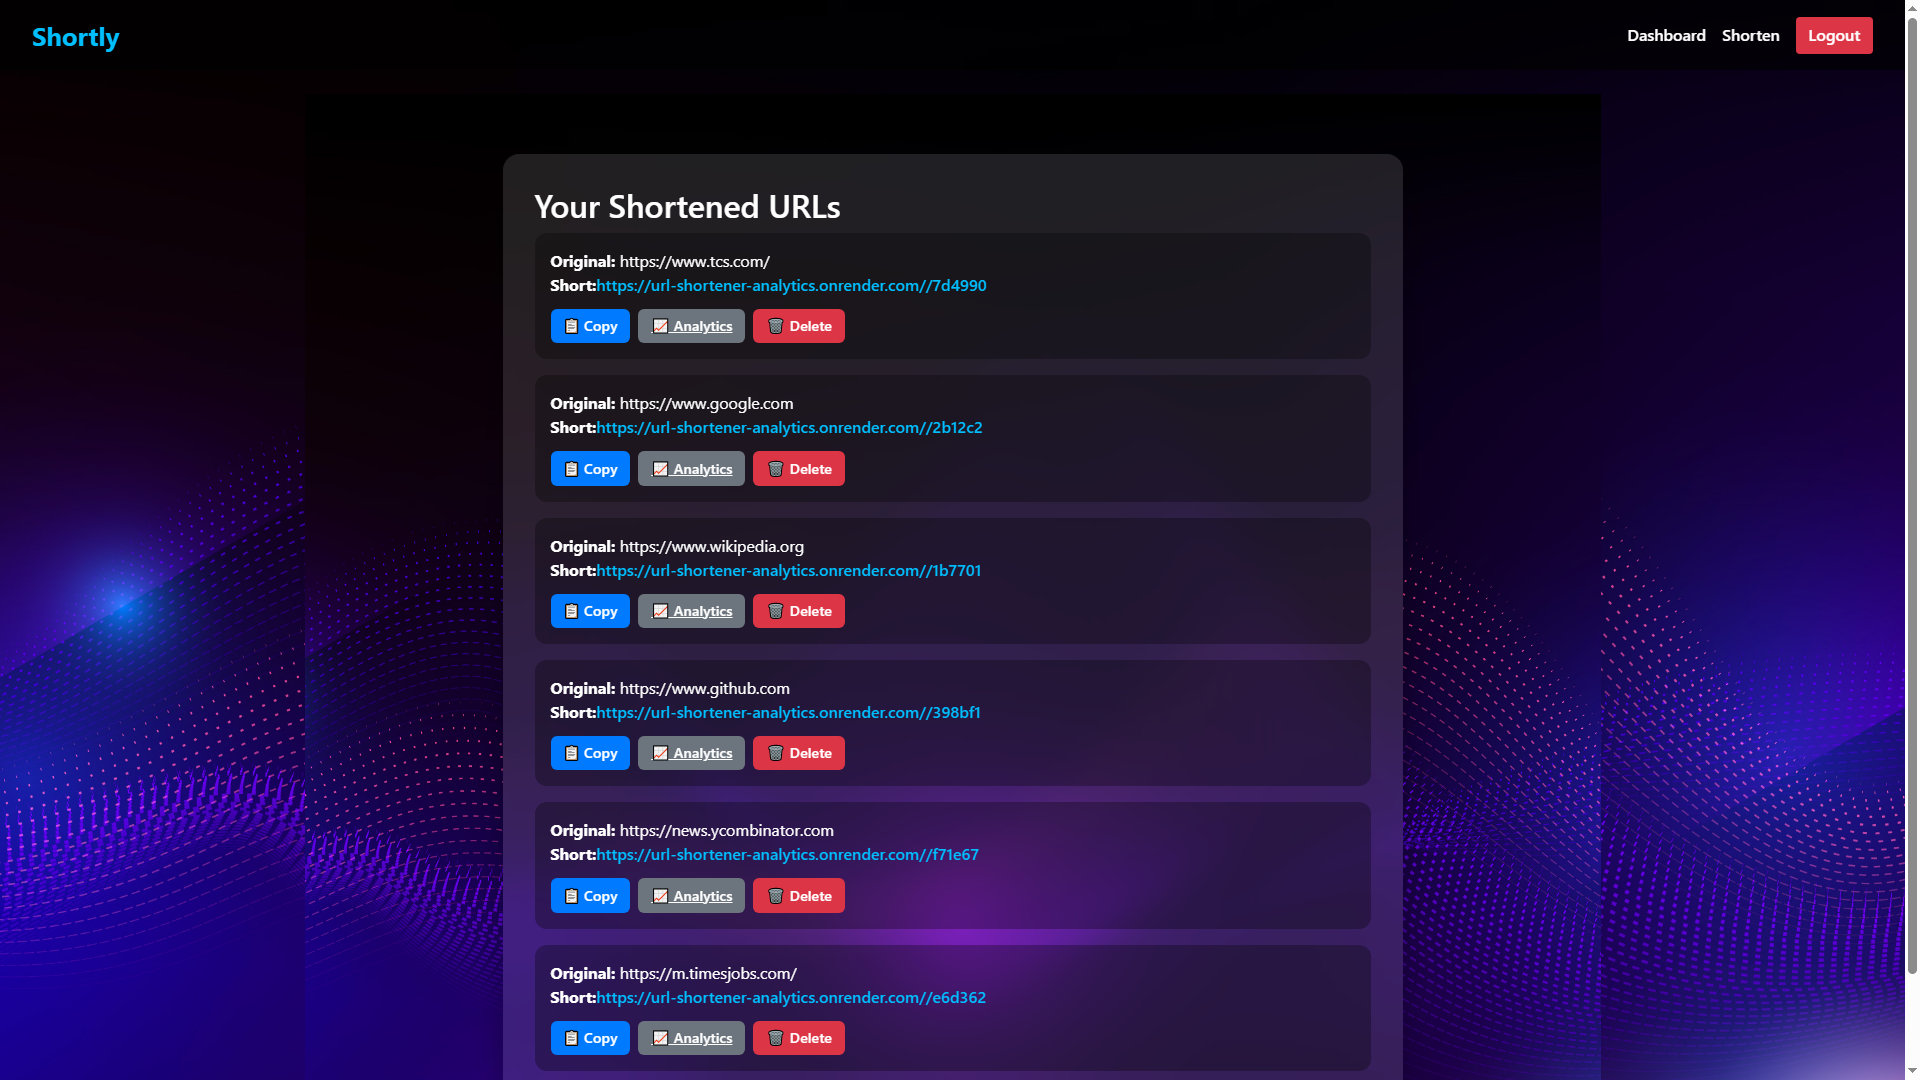 Shortly
Dashboard Shorten Logout
Your Shortened URLs
Original: https://www.tcs.com/
Short:https://url-shortener-analytics.onrender.com//7d4990
Copy Analytics Delete
Original: https://www.google.com
Short:https://url-shortener-analytics.onrender.com//2b12c2
Copy Analytics Delete
Original: https://www.wikipedia.org
Short:https://url-shortener-analytics.onrender.com//1b7701
Copy Analytics Delete
Original: https://www.github.com
Short:https://url-shortener-analytics.onrender.com//398bf1
Copy Analytics Delete
Original: https://news.ycombinator.com
Short:https://url-shortener-analytics.onrender.com//f71e67
Copy Analytics Delete
Original: https://m.timesjobs.com/
Short:https://url-shortener-analytics.onrender.com//e6d362
Copy Analytics Delete